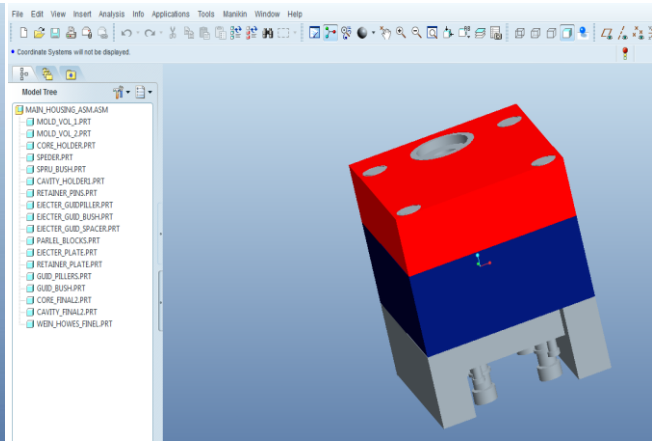 File Edit View Insert Analysis Info Applications Tools Manikin Window Help
Coordinate Systems will not be displayed.
Model Tree
MAIN_HOUSING_ASM.ASM
MOLD_VOL_1.PRT
MOLD_VOL_2.PRT
CORE_HOLDER.PRT
SPEDER.PRT
SPRU_BUSH.PRT
CAVITY_HOLDER1.PRT
RETAINER_PINS.PRT
EJECTER_GUIDPILLER.PRT
EJECTER_GUID_BUSH.PRT
EJECTER_GUID_SPACER.PRT
PARLEL_BLOCKS.PRT
EJECTER_PLATE.PRT
RETAINER_PLATE.PRT
GUID_PILLERS.PRT
GUID_BUSH.PRT
CORE_FINAL2.PRT
CAVITY_FINAL2.PRT
WEIN_HOWES_FINEL.PRT